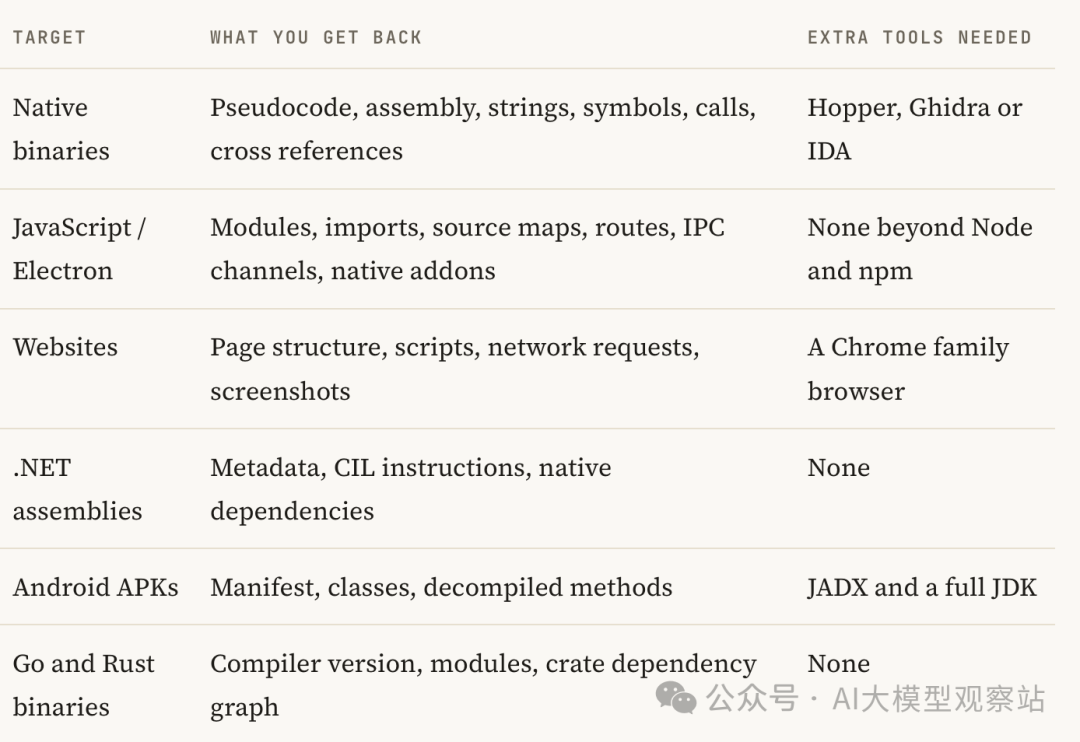 TARGET WHAT YOU GET BACK EXTRA TOOLS NEEDED
Native Pseudocode, assembly, strings, symbols, calls, Hopper, Ghidra or
binaries cross references IDA
JavaScript / Modules, imports, source maps, routes, IPC None beyond Node
Electron channels, native addons and npm
Websites Page structure, scripts, network requests, A Chrome family
screenshots browser
.NET Metadata, CIL instructions, native None
assemblies dependencies
Android APKs Manifest, classes, decompiled methods JADX and a full JDK
Go and Rust Compiler version, modules, crate dependency None
binaries graph
公众号 · AI大模型观察站